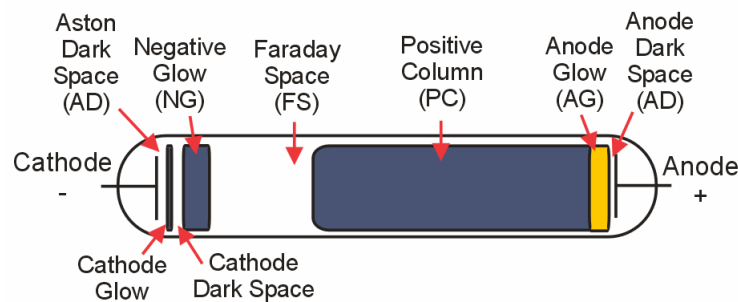 Aston
Dark
Space
(AD)
Negative
Glow
(NG)
Faraday
Space
(FS)
Positive
Column
(PC)
Anode
Glow
(AG)
Anode
Dark
Space
(AD)
Cathode
-
Anode
+
Cathode
Glow
Cathode
Dark Space